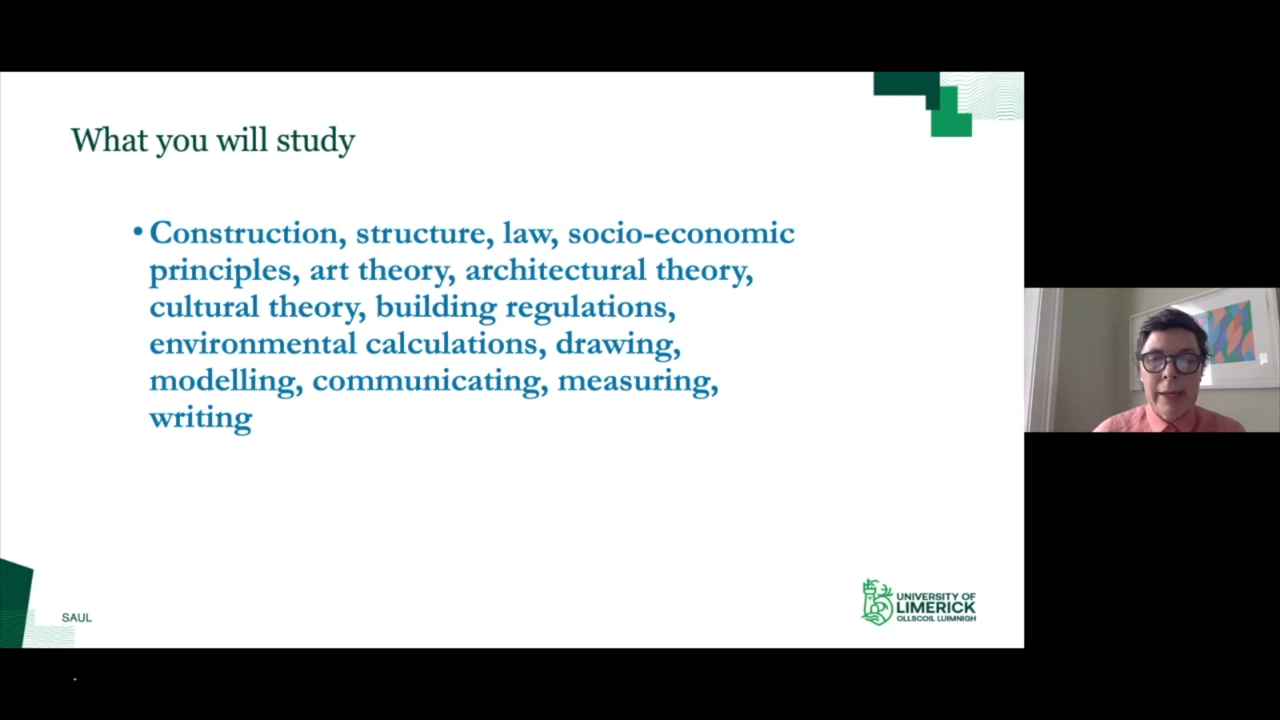 What you will study
• Construction, structure, law, socio-economic
principles, art theory, architectural theory,
cultural theory, building regulations,
environmental calculations, drawing,
modelling, communicating, measuring,
writing
SAUL
UNIVERSITY OF
LIMERICK
OLLSCOIL LUIMNIGH